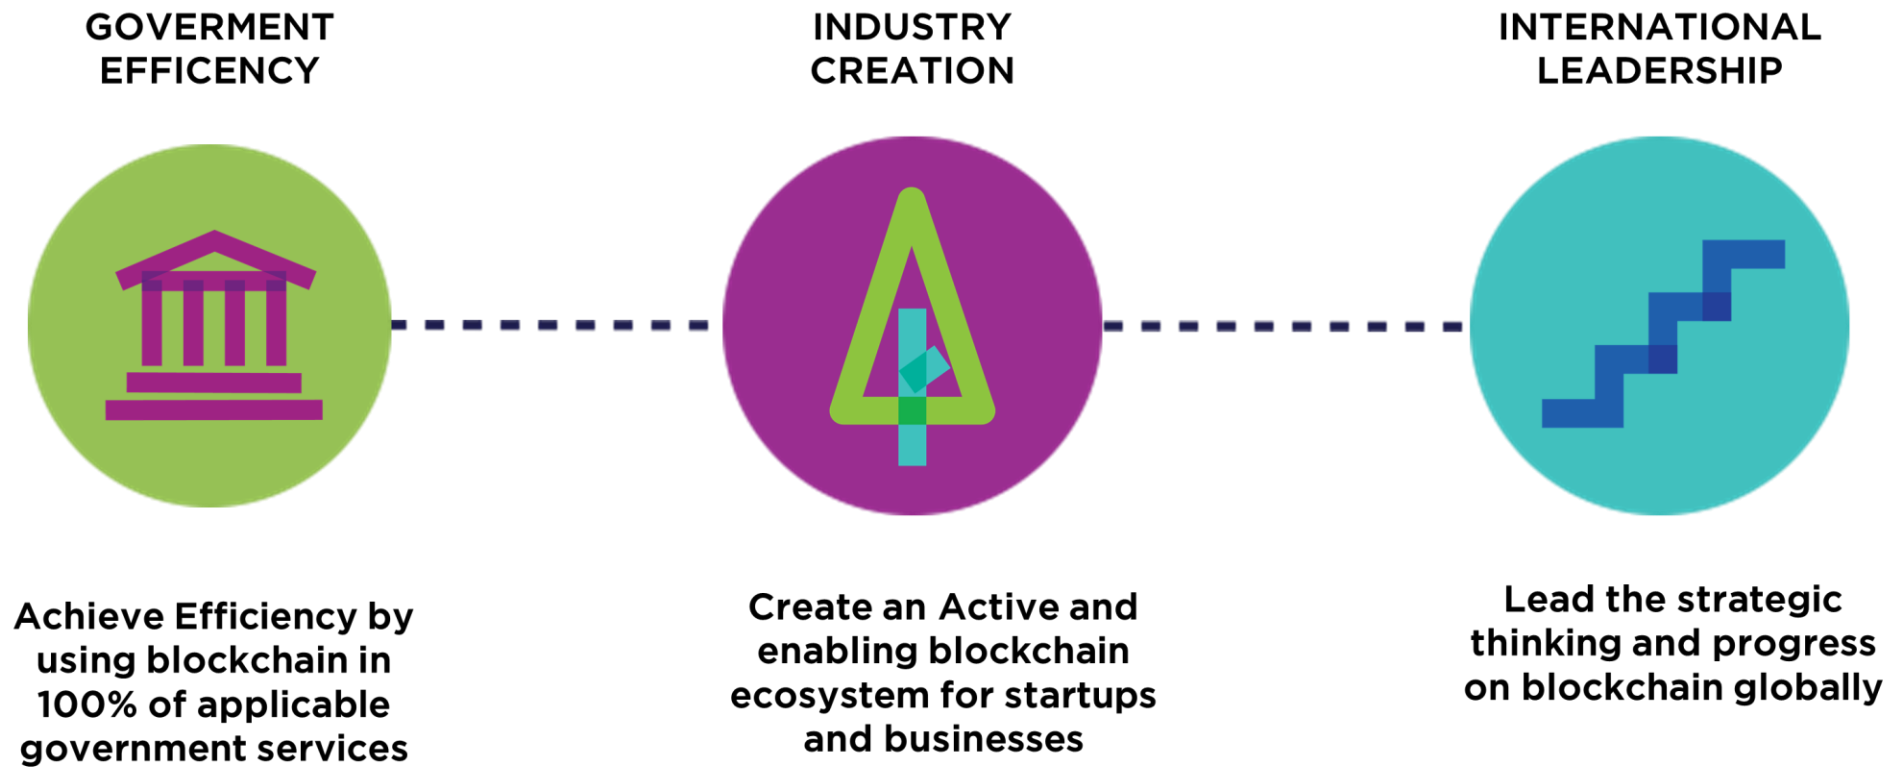 GOVERMENT
EFFICENCY
Achieve Efficiency by
using blockchain in
100% of applicable
government services
INDUSTRY
CREATION
Create an Active and
enabling blockchain
ecosystem for startups
and businesses
INTERNATIONAL
LEADERSHIP
Lead the strategic
thinking and progress
on blockchain globally